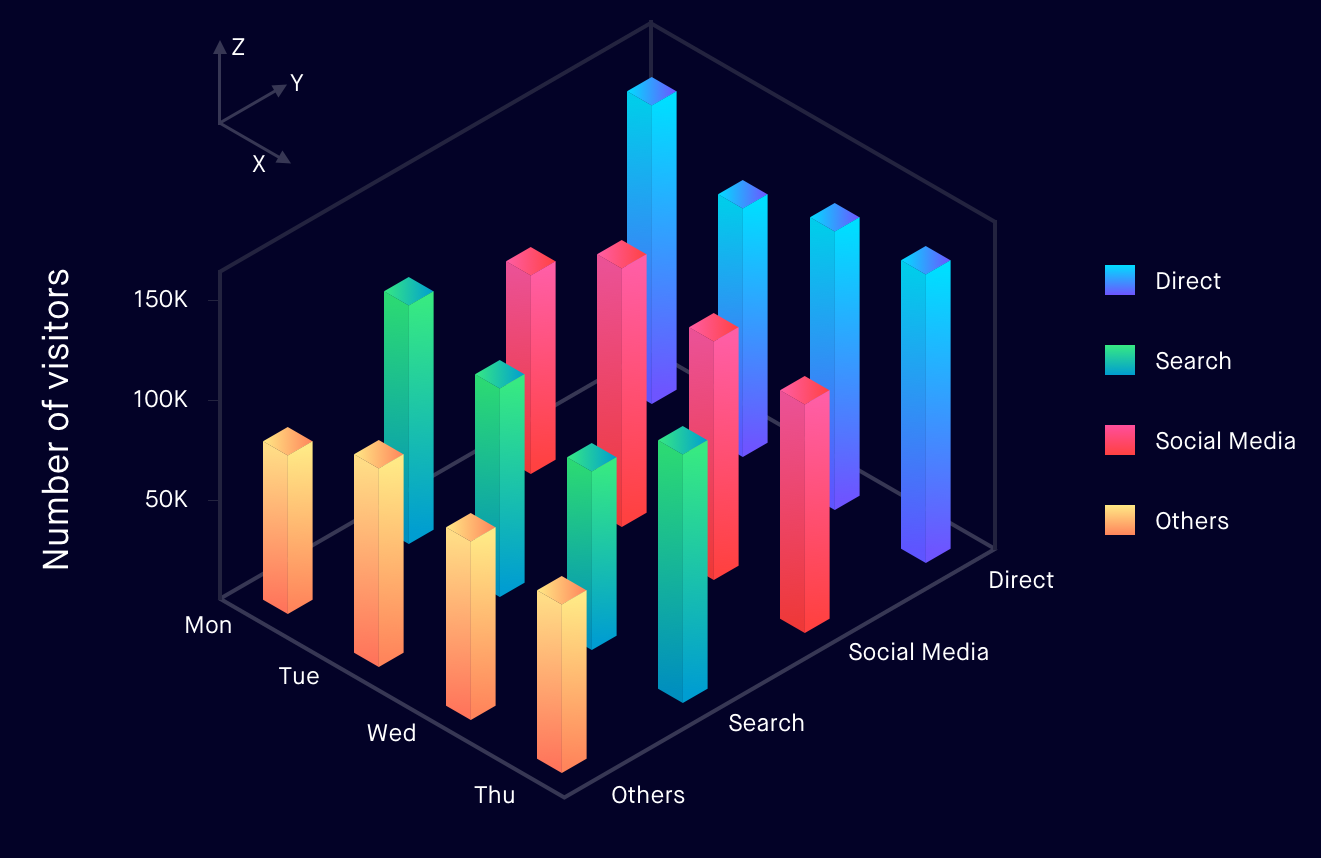 Z
Y
X
Number of visitors
150K
100K
50K
Mon
Tue
Wed
Thu
Others
Search
Social Media
Direct
Direct
Search
Social Media
Others